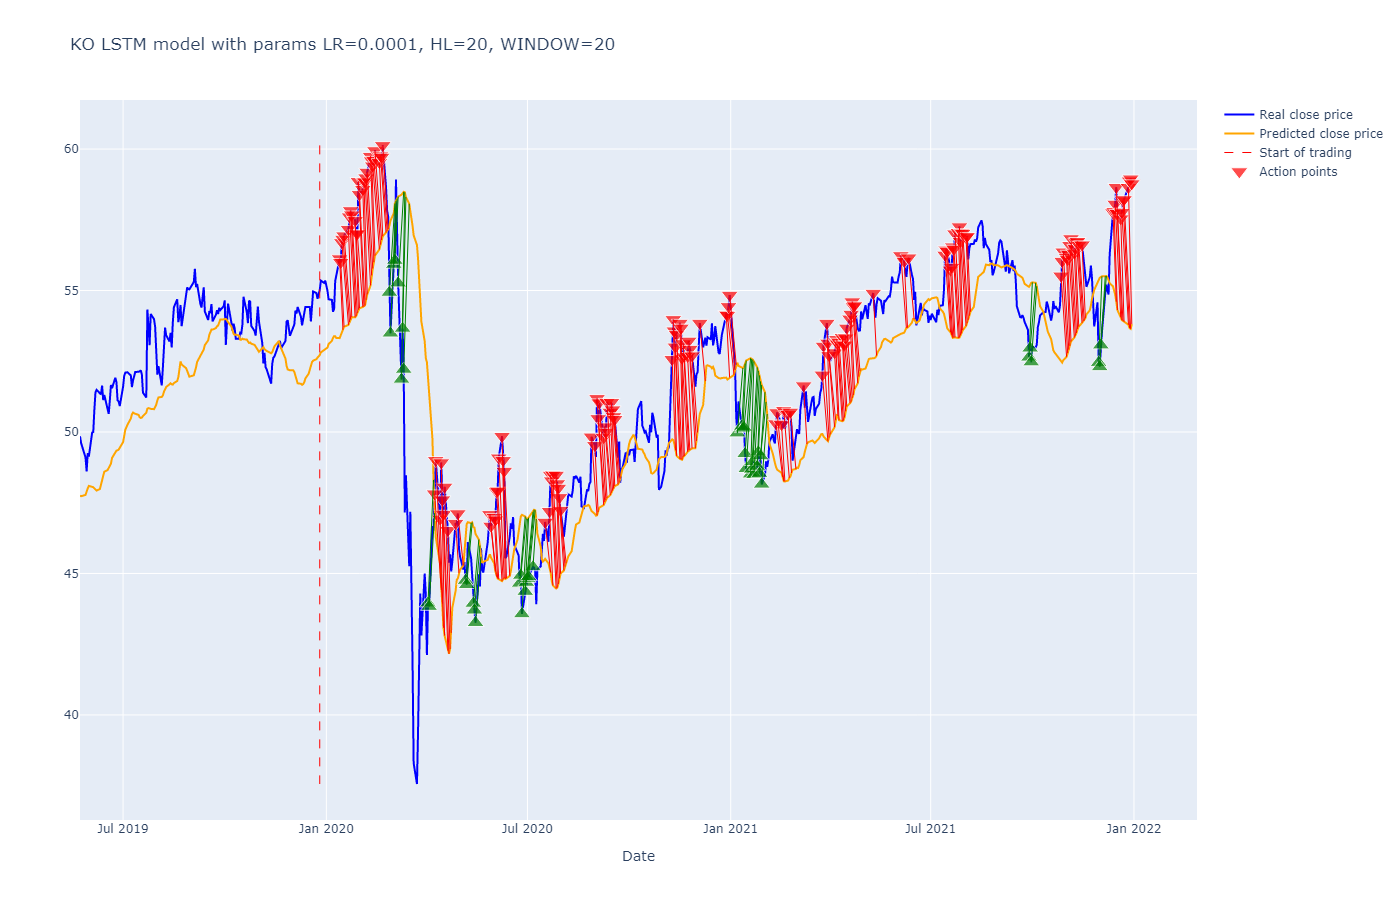 KO LSTM model with params LR=0.0001, HL=20, WINDOW=20
Real close price
Predicted close price
Start of trading
Action points
60
55
50
45
40
Jul 2019
Jan 2020
Jul 2020
Jan 2021
Jul 2021
Jan 2022
Date